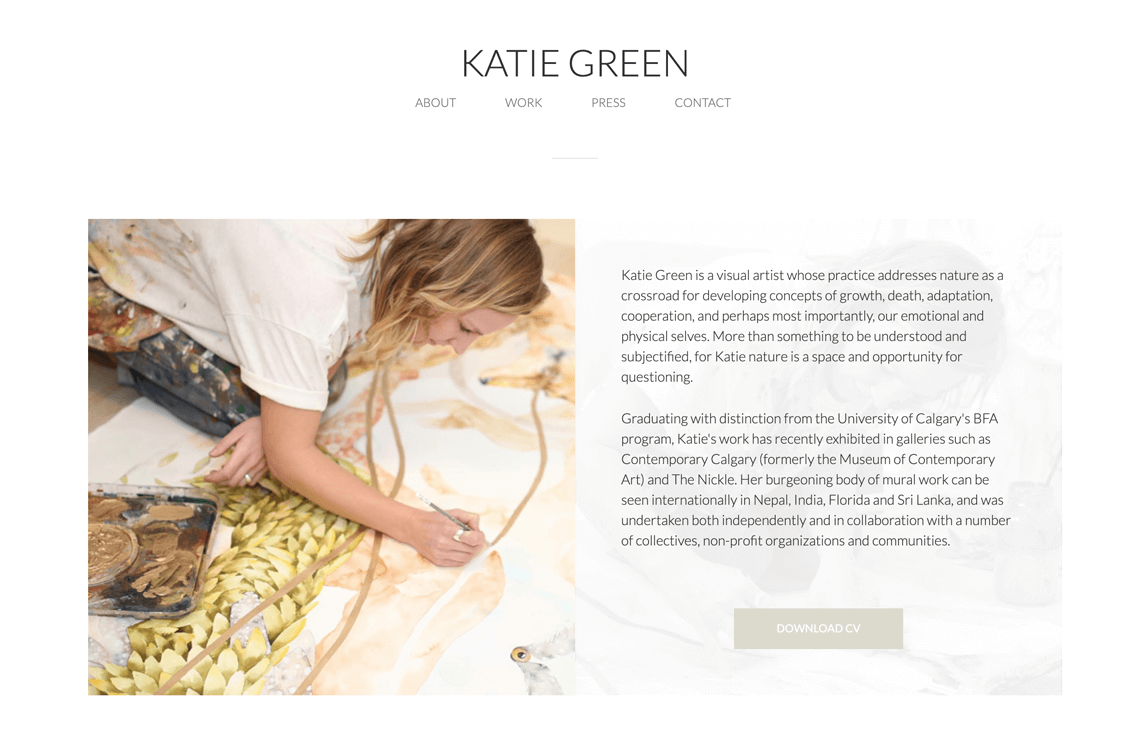 KATIE GREEN
ABOUT WORK PRESS CONTACT
Katie Green is a visual artist whose practice addresses nature as a
crossroad for developing concepts of growth, death, adaptation,
cooperation, and perhaps most importantly, our emotional and
physical selves. More than something to be understood and
subjectified, for Katie nature is a space and opportunity for
questioning.
Graduating with distinction from the University of Calgary's BFA
program, Katie's work has recently exhibited in galleries such as
Contemporary Calgary (formerly the Museum of Contemporary
Art) and The Nickle. Her burgeoning body of mural work can be
seen internationally in Nepal, India, Florida and Sri Lanka, and was
undertaken both independently and in collaboration with a number
of collectives, non-profit organizations and communities.
DOWNLOAD CV